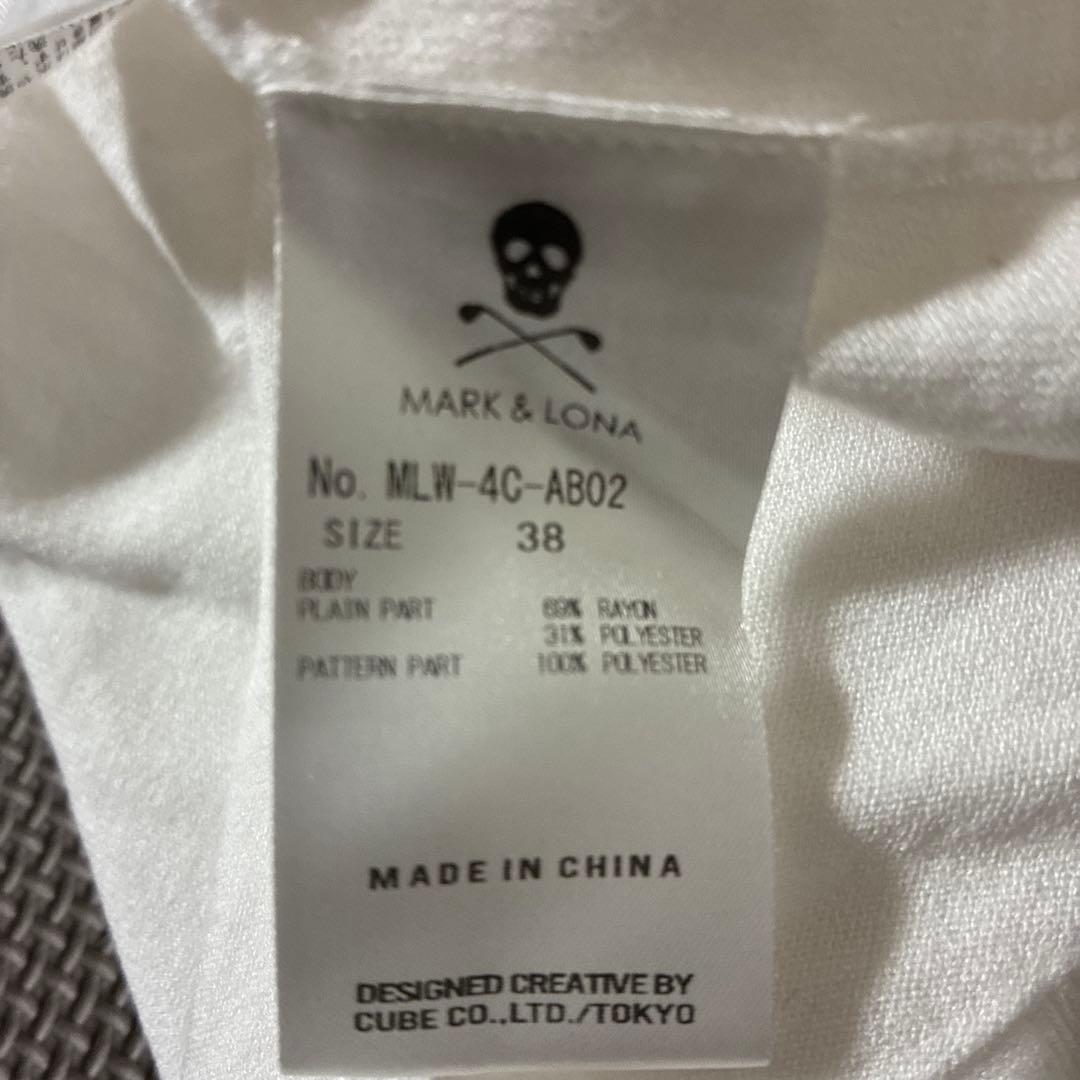 MARK & LONA
No. MLW-4C-AB02
SIZE 38
BODY
PLAIN PART 69% RAYON
31% POLYESTER
PATTERN PART 100% POLYESTER
MADE IN CHINA
DESIGNED CREATIVE BY
CUBE CO.,LTD./TOKYO